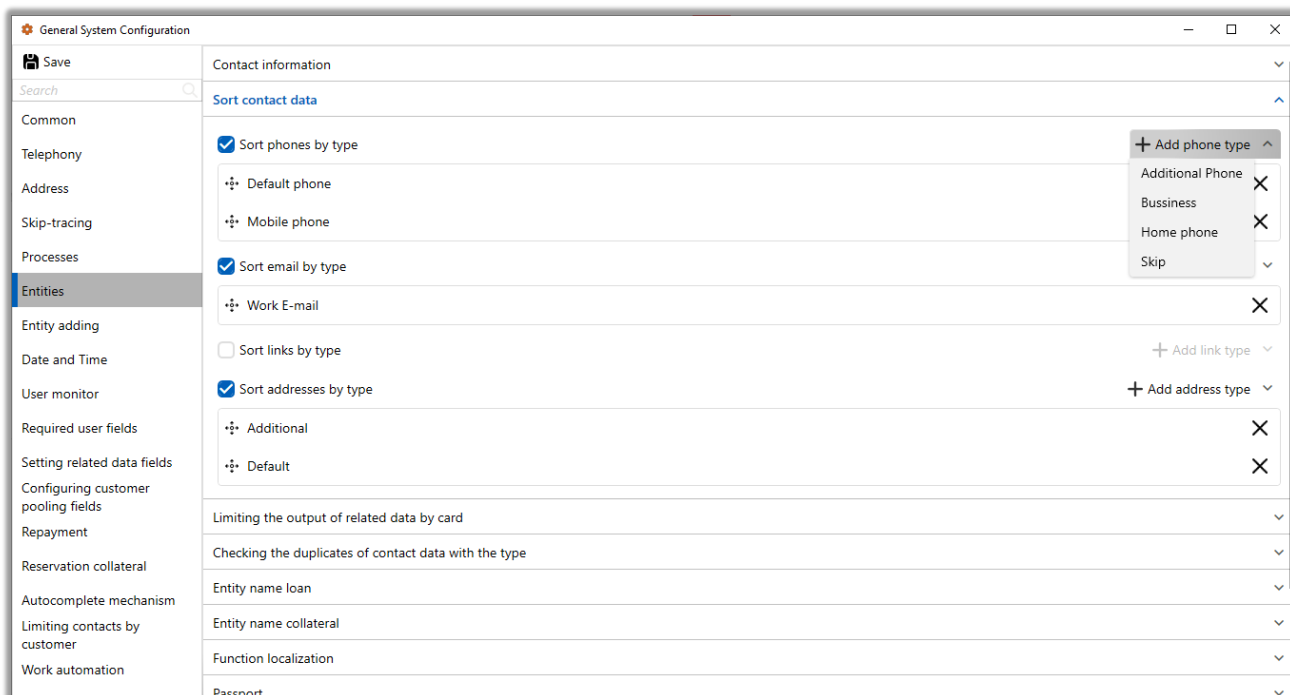 General System Configuration
Save
Search
Common
Telephony
Address
Skip-tracing
Processes
Entities
Entity adding
Date and Time
User monitor
Required user fields
Setting related data fields
Configuring customer
pooling fields
Repayment
Reservation collateral
Autocomplete mechanism
Limiting contacts by
customer
Work automation
Contact information
Sort contact data
Sort phones by type
Add phone type
Additional Phone
Bussiness
Home phone
Skip
Default phone
Mobile phone
Sort email by type
Work E-mail
Sort links by type
Add link type
Sort addresses by type
Add address type
Additional
Default
Limiting the output of related data by card
Checking the duplicates of contact data with the type
Entity name loan
Entity name collateral
Function localization
Passport